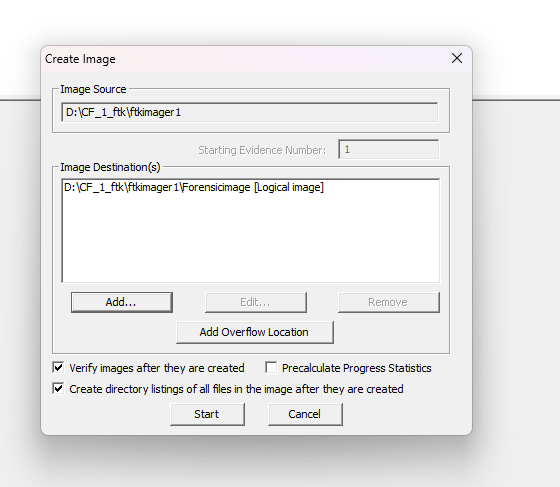 Create Image
Image Source
D:\CF_1_ftk\ftkimager1
Starting Evidence Number: 1
Image Destination(s)
D:\CF_1_ftk\ftkimager1\Forensicimage [Logical image]
Add... Edit... Remove
Add Overflow Location
Verify images after they are created Precalculate Progress Statistics
Create directory listings of all files in the image after they are created
Start Cancel